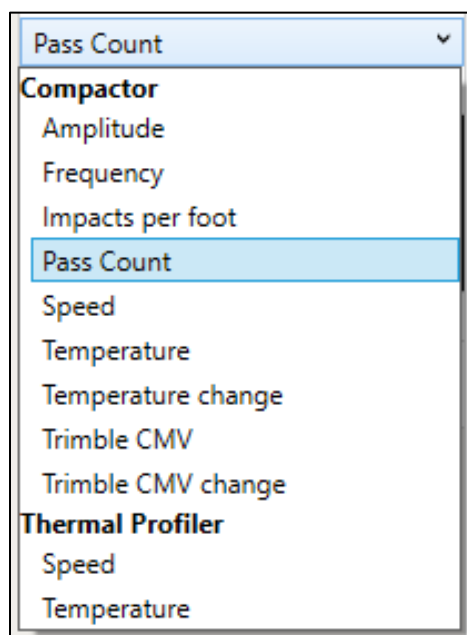 Pass Count
Compactor
Amplitude
Frequency
Impacts per foot
Pass Count
Speed
Temperature
Temperature change
Trimble CMV
Trimble CMV change
Thermal Profiler
Speed
Temperature